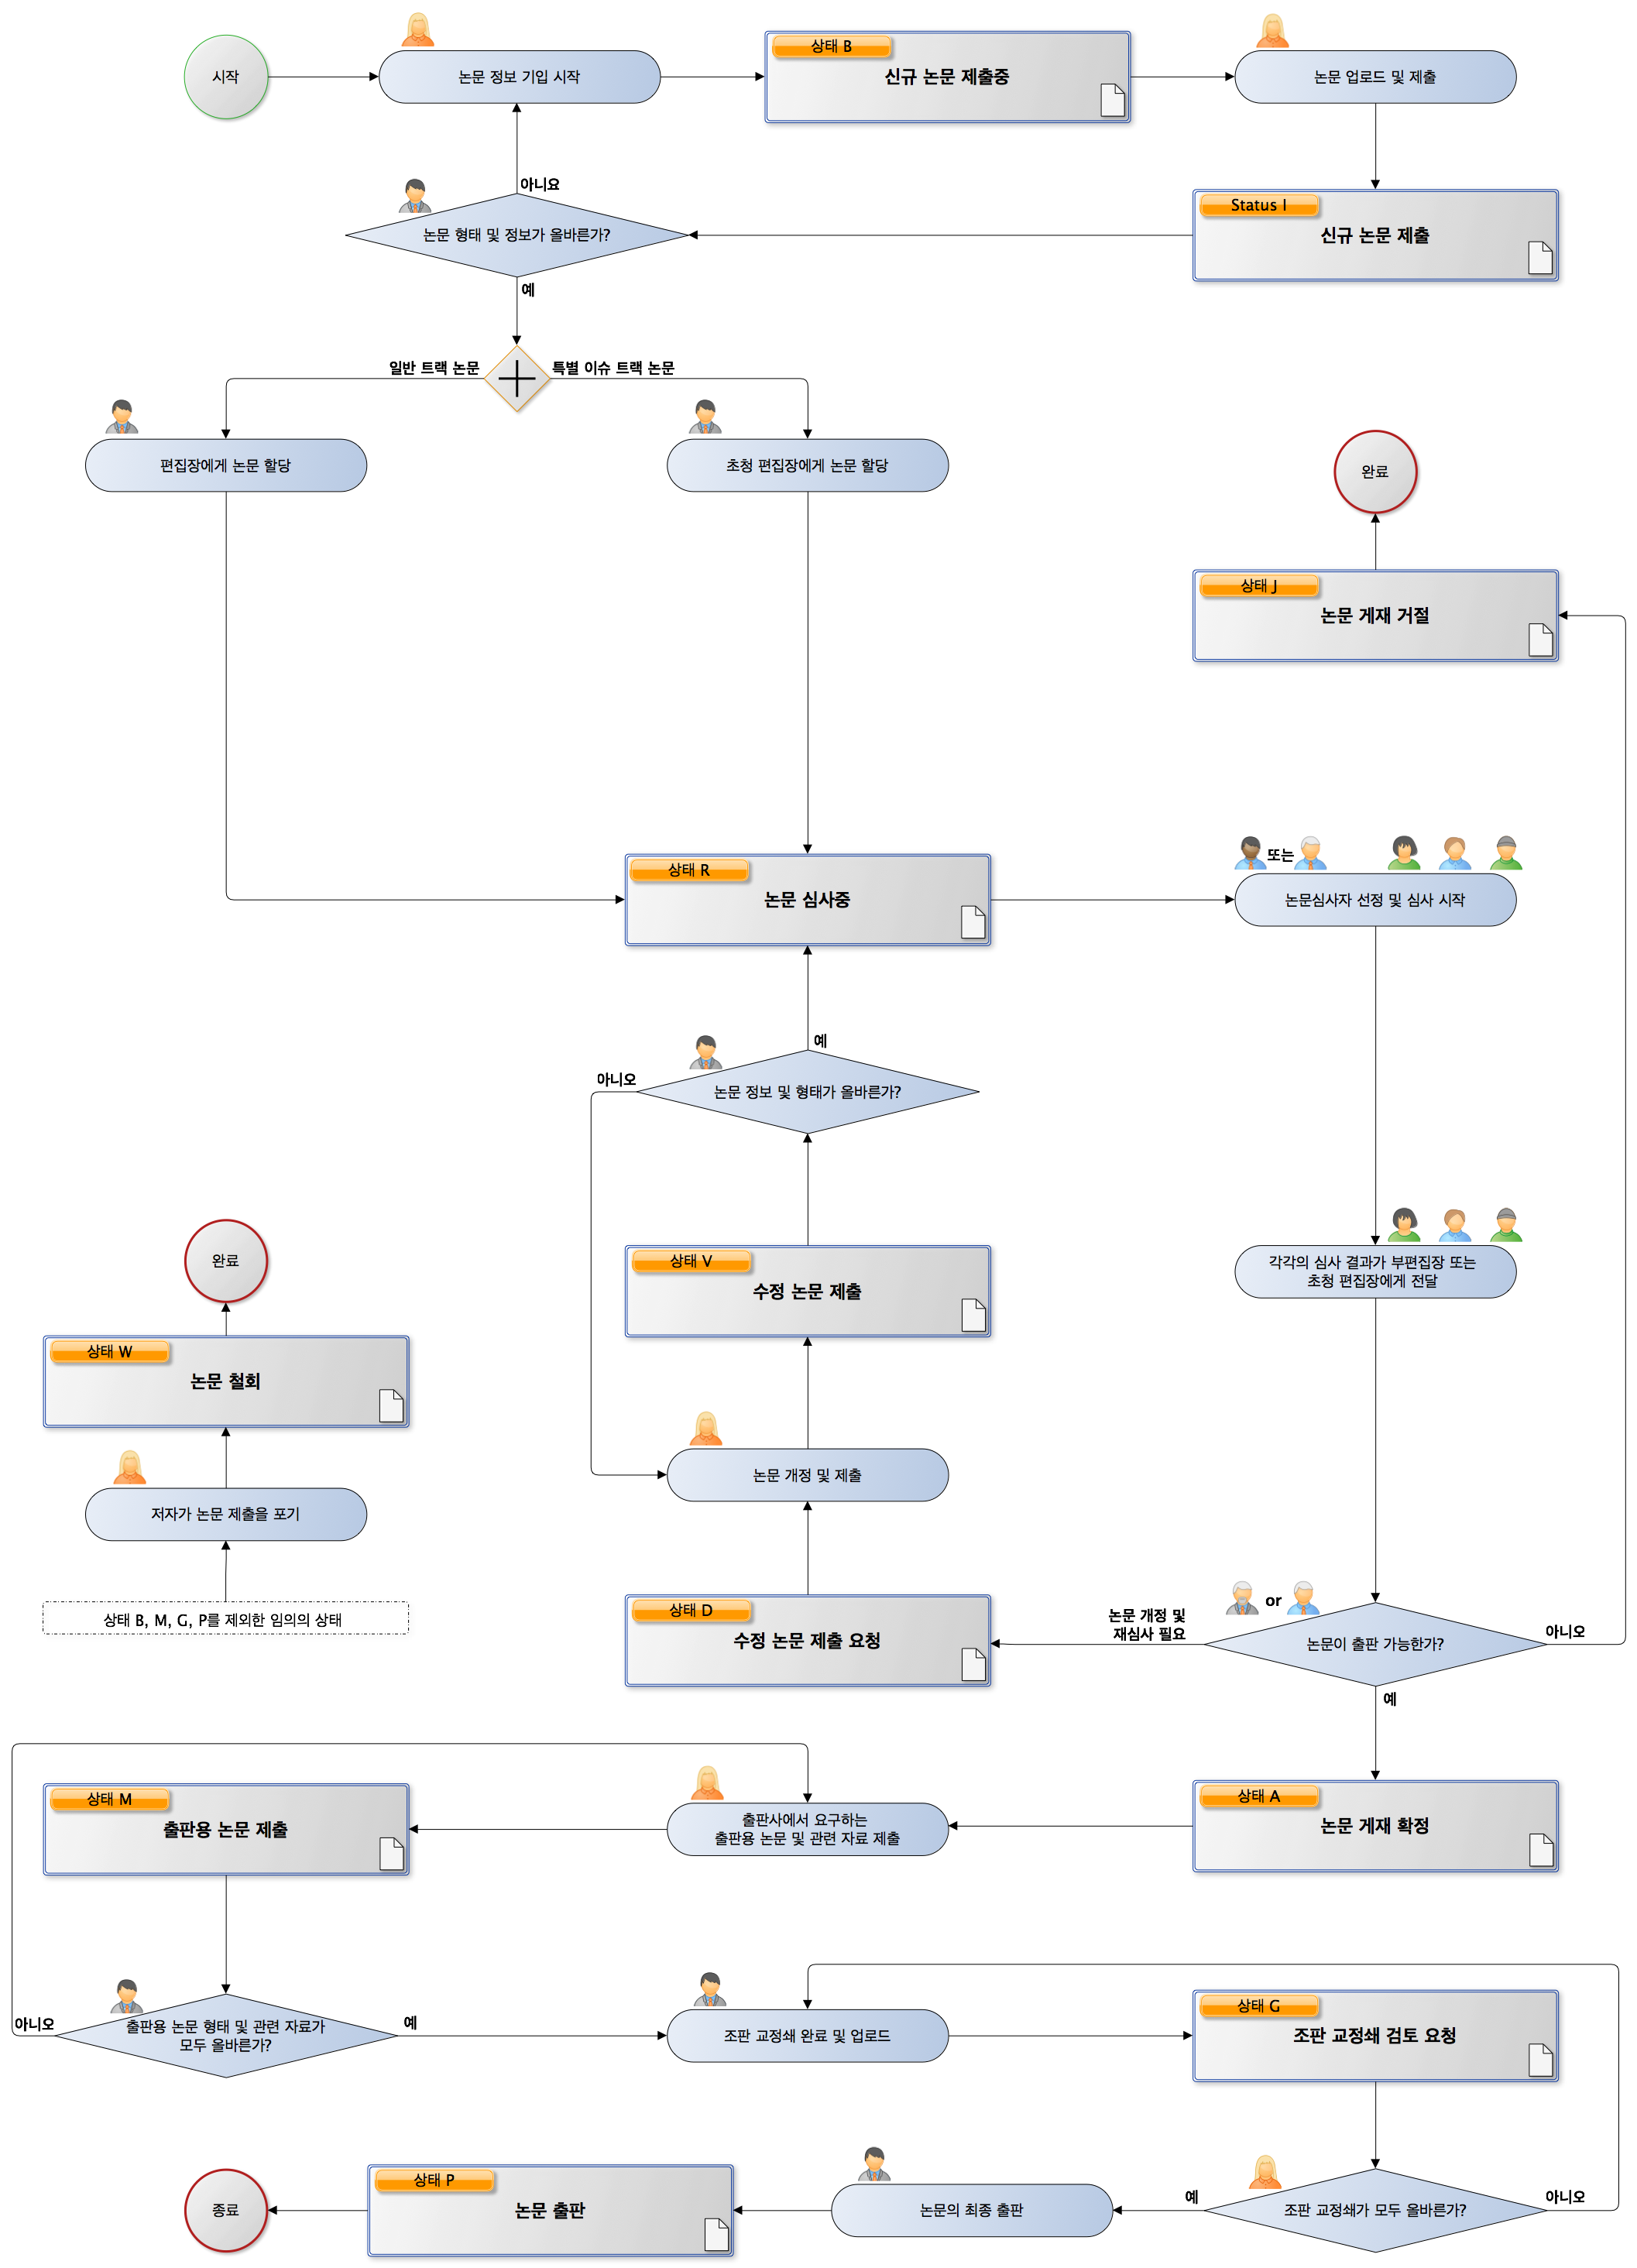 시작
논문 정보 기입 시작
상태 B
신규 논문 제출중
논문 업로드 및 제출
아니요
논문 형태 및 정보가 올바른가?
Status I
신규 논문 제출
예
일반 트랙 논문
특별 이슈 트랙 논문
편집장에게 논문 할당
초청 편집장에게 논문 할당
완료
상태 J
논문 게재 거절
상태 R
논문 심사중
또는
논문심사자 선정 및 심사 시작
예
아니오
논문 정보 및 형태가 올바른가?
완료
상태 V
수정 논문 제출
각각의 심사 결과가 부편집장 또는
초청 편집장에게 전달
상태 W
논문 철회
논문 개정 및 제출
저자가 논문 제출을 포기
상태 B, M, G, P를 제외한 임의의 상태
상태 D
수정 논문 제출 요청
논문 개정 및
재심사 필요
or
논문이 출판 가능한가?
아니오
예
상태 M
출판용 논문 제출
출판사에서 요구하는
출판용 논문 및 관련 자료 제출
상태 A
논문 게재 확정
아니오
출판용 논문 형태 및 관련 자료가
모두 올바른가?
예
조판 교정쇄 완료 및 업로드
상태 G
조판 교정쇄 검토 요청
종료
상태 P
논문 출판
논문의 최종 출판
예
조판 교정쇄가 모두 올바른가?
아니오